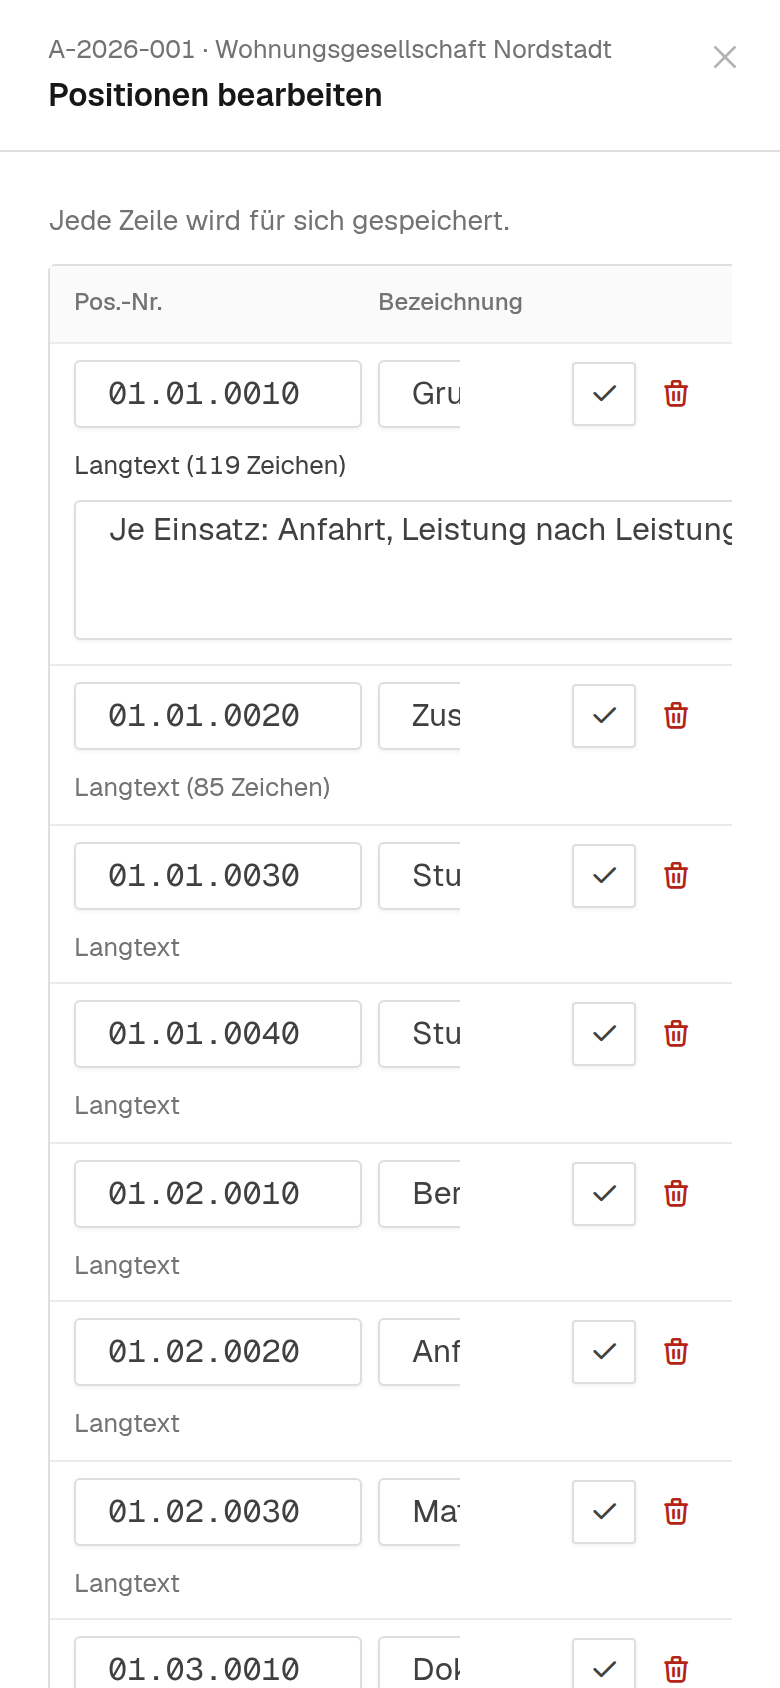 A-2026-001 · Wohnungsgesellschaft Nordstadt
Positionen bearbeiten
Jede Zeile wird für sich gespeichert.
Pos.-Nr. Bezeichnung
01.01.0010 Gru
Langtext (119 Zeichen)
Je Einsatz: Anfahrt, Leistung nach Leistung
01.01.0020 Zus
Langtext (85 Zeichen)
01.01.0030 Stu
Langtext
01.01.0040 Stu
Langtext
01.02.0010 Ber
Langtext
01.02.0020 Anf
Langtext
01.02.0030 Mat
Langtext
01.03.0010 Dok